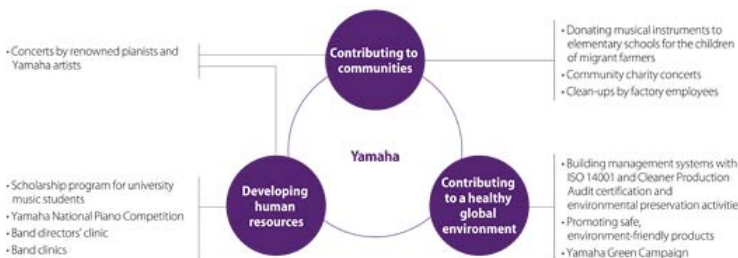 Contributing to
communities
• Concerts by renowned pianists and
Yamaha artists
• Donating musical instruments to
elementary schools for the children
of migrant farmers
• Community charity concerts
• Clean-ups by factory employees
Yamaha
Developing
human
resources
• Scholarship program for university
music students
• Yamaha National Piano Competition
• Band directors' clinic
• Band clinics
Contributing
to a healthy
global
environment
• Building management systems with
ISO 14001 and Cleaner Production
Audit certification and
environmental preservation activitie
• Promoting safe,
environment-friendly products
• Yamaha Green Campaign